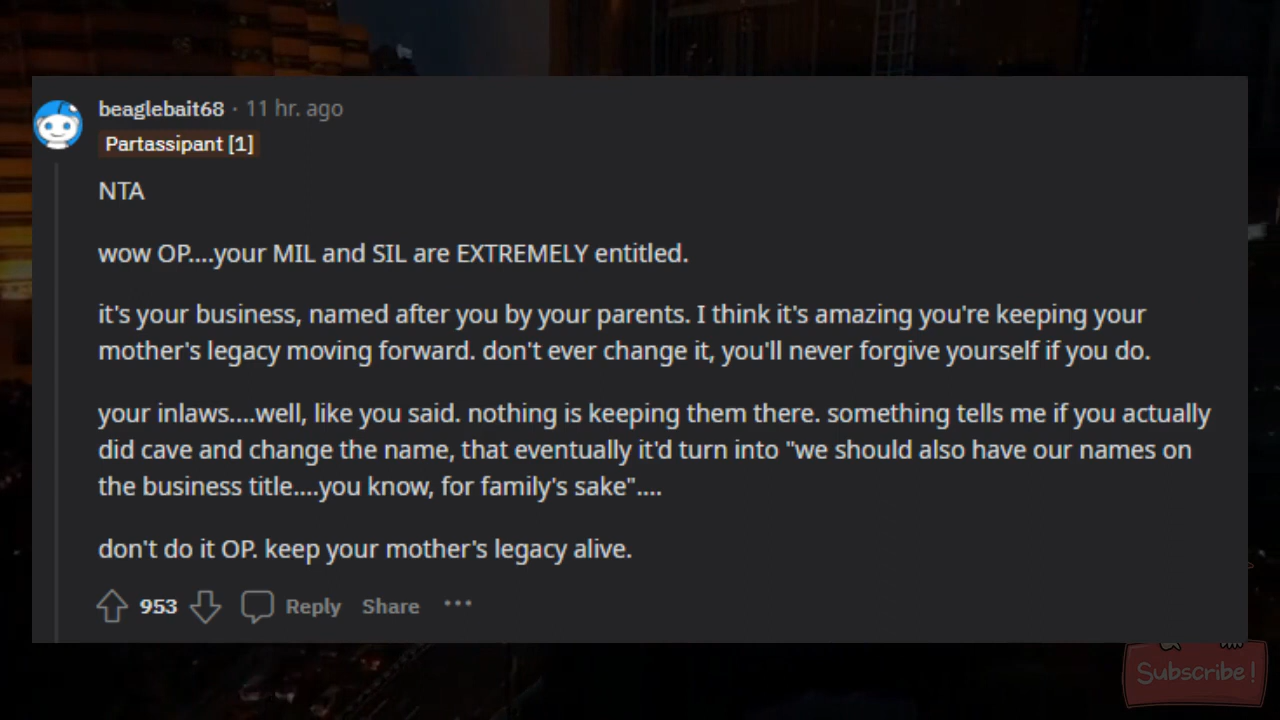 beaglebait68 · 11 hr. ago
Partassipant [1]
NTA
wow OP....your MIL and SIL are EXTREMELY entitled.
it's your business, named after you by your parents. I think it's amazing you're keeping your
mother's legacy moving forward. don't ever change it, you'll never forgive yourself if you do.
your inlaws....well, like you said. nothing is keeping them there. something tells me if you actually
did cave and change the name, that eventually it'd turn into "we should also have our names on
the business title....you know, for family's sake"....
don't do it OP. keep your mother's legacy alive.
953 Reply Share ···
Subscribe!